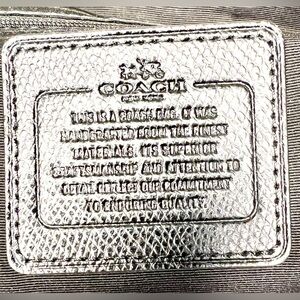 COACH
NEW YORK
THIS IS A COACH BAG. IT WAS
HANDCRAFTED FROM THE FINEST
MATERIALS. ITS SUPERIOR
CRAFTSMANSHIP AND ATTENTION TO
DETAIL REFLECT OUR COMMITMENT
TO ENDURING QUALITY.